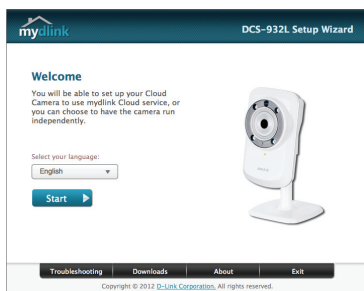 mydlink
DCS-932L Setup Wizard
Welcome
You will be able to set up your Cloud
Camera to use mydlink Cloud service, or
you can choose to have the camera run
independently.
Select your language:
English
Start
Troubleshooting Downloads About Exit
Copyright © 2012 D-Link Corporation. All rights reserved.